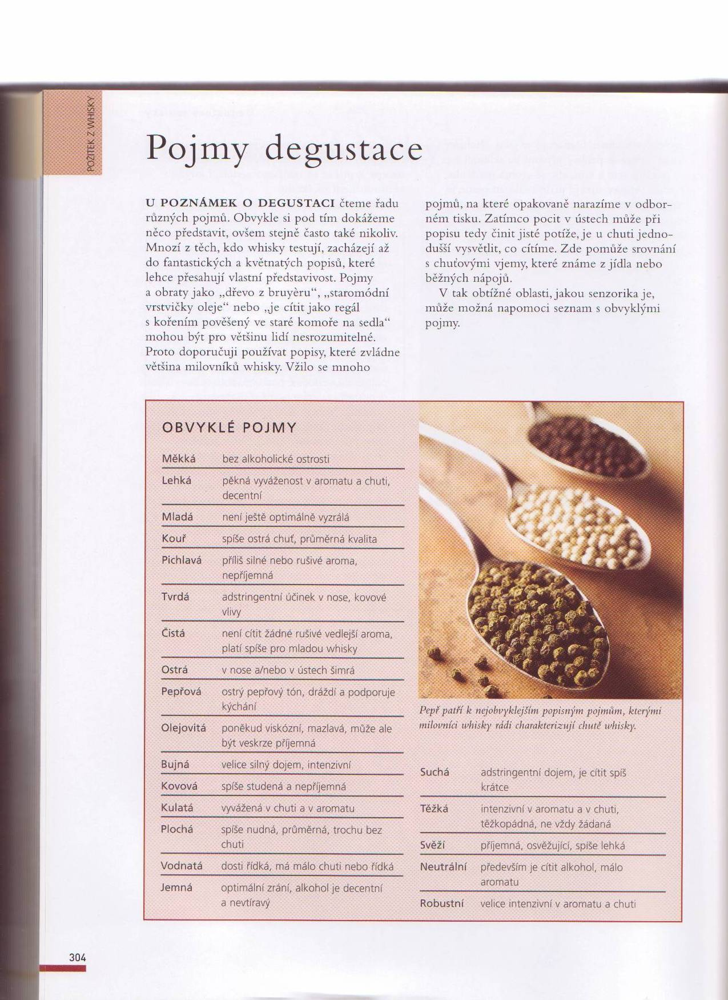 POŽITEK Z WHISKY
Pojmy degustace
U POZNÁMEK O DEGUSTACI čteme řadu
různých pojmů. Obvykle si pod tím dokážeme
něco představit, ovšem stejně často také nikoliv.
Mnozí z těch, kdo whisky testují, zacházejí až
do fantastických a květnatých popisů, které
lehce přesahují vlastní představivost. Pojmy
a obraty jako „dřevo z bruyèru“, „staromódní
vrstvičky oleje“ nebo „je cítit jako regál
s kořením pověšený ve staré komoře na sedla“
mohou být pro většinu lidí nesrozumitelné.
Proto doporučuji používat popisy, které zvládne
většina milovníků whisky. Vžilo se mnoho
pojmů, na které opakovaně narazíme v odbor-
ném tisku. Zatímco pocit v ústech může při
popisu tedy činit jisté potíže, je u chuti jedno-
dušší vysvětlit, co cítíme. Zde pomůže srovnání
s chuťovými vjemy, které známe z jídla nebo
běžných nápojů.
V tak obtížné oblasti, jakou senzorika je,
může možná napomoci seznam s obvyklými
pojmy.
OBVYKLÉ POJMY
Měkká bez alkoholické ostrosti
Lehká pěkná vyváženost v aromatu a chuti,
decentní
Mladá není ještě optimálně vyzrálá
Kouř spíše ostrá chuť, průměrná kvalita
Pichlavá příliš silné nebo rušivé aroma,
nepříjemná
Tvrdá adstringentní účinek v nose, kovové
vlivy
Čistá není cítit žádné rušivé vedlejší aroma,
platí spíše pro mladou whisky
Ostrá v nose a/nebo v ústech šimrá
Pepřová ostrý pepřový tón, dráždí a podporuje
kýchání
Olejovitá poněkud viskózní, mazlavá, může ale
být veskrze příjemná
Bujná velice silný dojem, intenzivní
Kovová spíše studená a nepříjemná
Kulatá vyvážená v chuti a v aromatu
Plochá spíše nudná, průměrná, trochu bez
chuti
Vodnatá dosti řídká, má málo chuti nebo řídká
Jemná optimální zrání, alkohol je decentní
a nevtíravý
Pepř patří k nejobvyklejším popisným pojmům, kterými
milovníci whisky rádi charakterizují chutě whisky.
Suchá adstringentní dojem, je cítit spíš
krátce
Těžká intenzivní v aromatu a v chuti,
těžkopádná, ne vždy žádaná
Svěží příjemná, osvěžující, spíše lehká
Neutrální především je cítit alkohol, málo
aromatu
Robustní velice intenzivní v aromatu a chuti
304